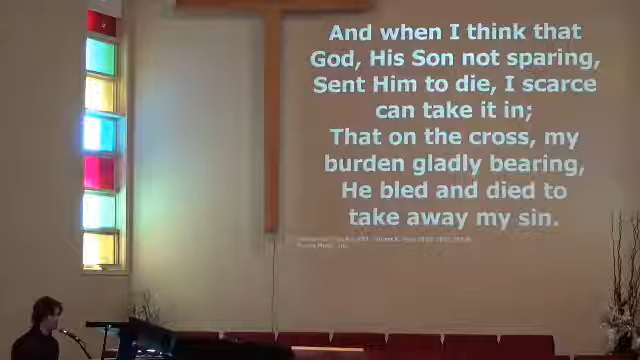 And when I think that
God, His Son not sparing,
Sent Him to die, I scarce
can take it in;
That on the cross, my
burden gladly bearing,
He bled and died to
take away my sin.